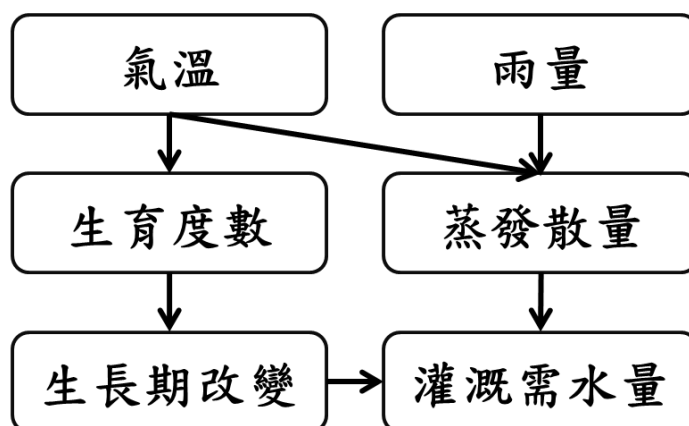 氣溫
雨量
生育度數
蒸發散量
生長期改變
灌溉需水量